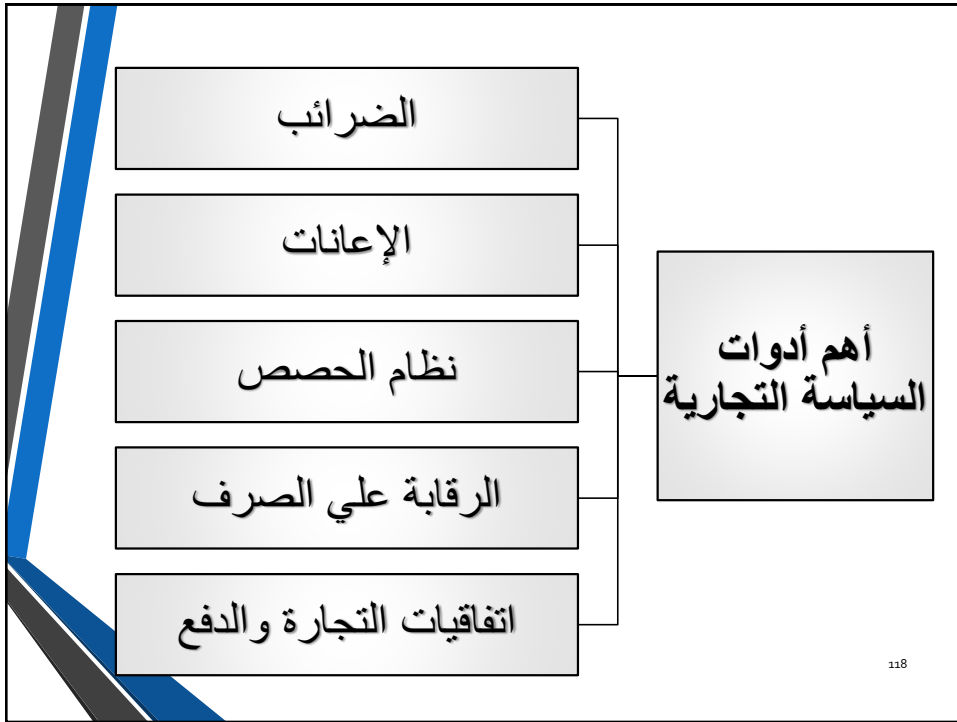 أهم أدوات
السياسة التجارية
الضرائب
الإعانات
نظام الحصص
الرقابة علي الصرف
اتفاقيات التجارة والدفع
118